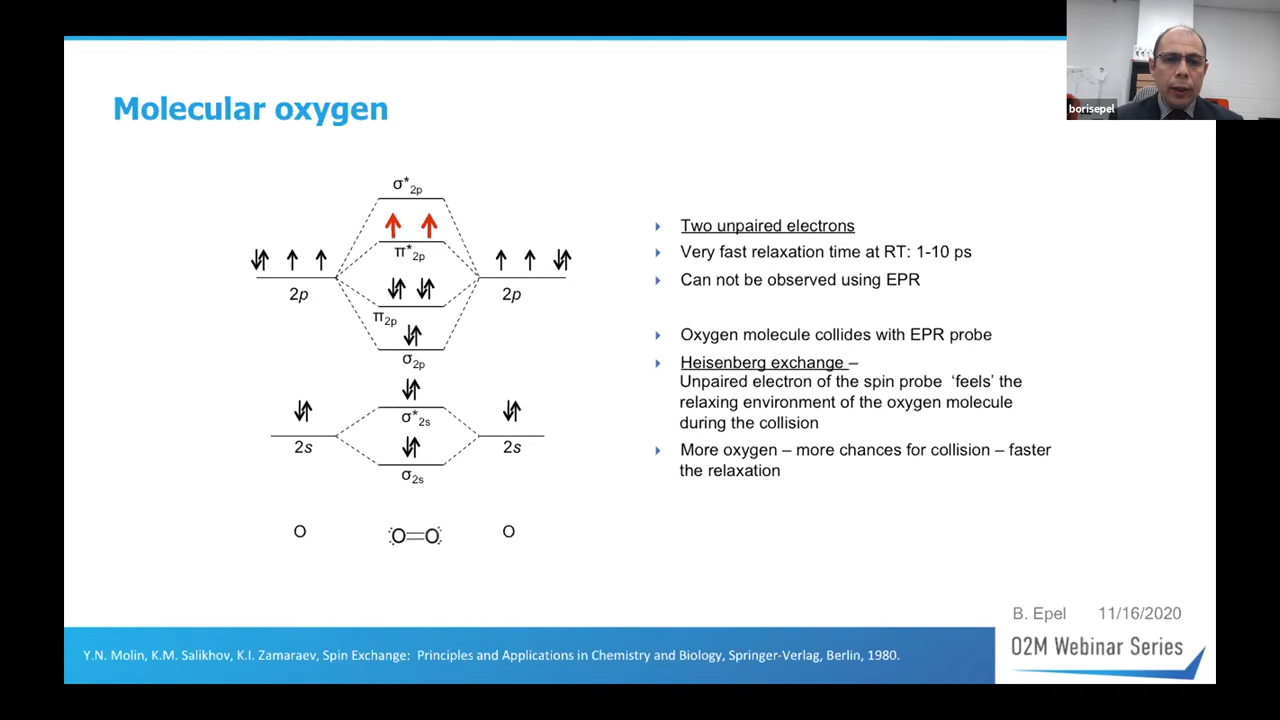 borisepel
Molecular oxygen
σ*2p
π*2p
2p
2p
π2p
σ2p
σ*2s
2s
2s
σ2s
O
O=O
O
Two unpaired electrons
Very fast relaxation time at RT: 1-10 ps
Can not be observed using EPR
Oxygen molecule collides with EPR probe
Heisenberg exchange –
Unpaired electron of the spin probe ‘feels’ the
relaxing environment of the oxygen molecule
during the collision
More oxygen – more chances for collision – faster
the relaxation
B. Epel 11/16/2020
Y.N. Molin, K.M. Salikhov, K.I. Zamaraev, Spin Exchange: Principles and Applications in Chemistry and Biology, Springer-Verlag, Berlin, 1980.
O2M Webinar Series